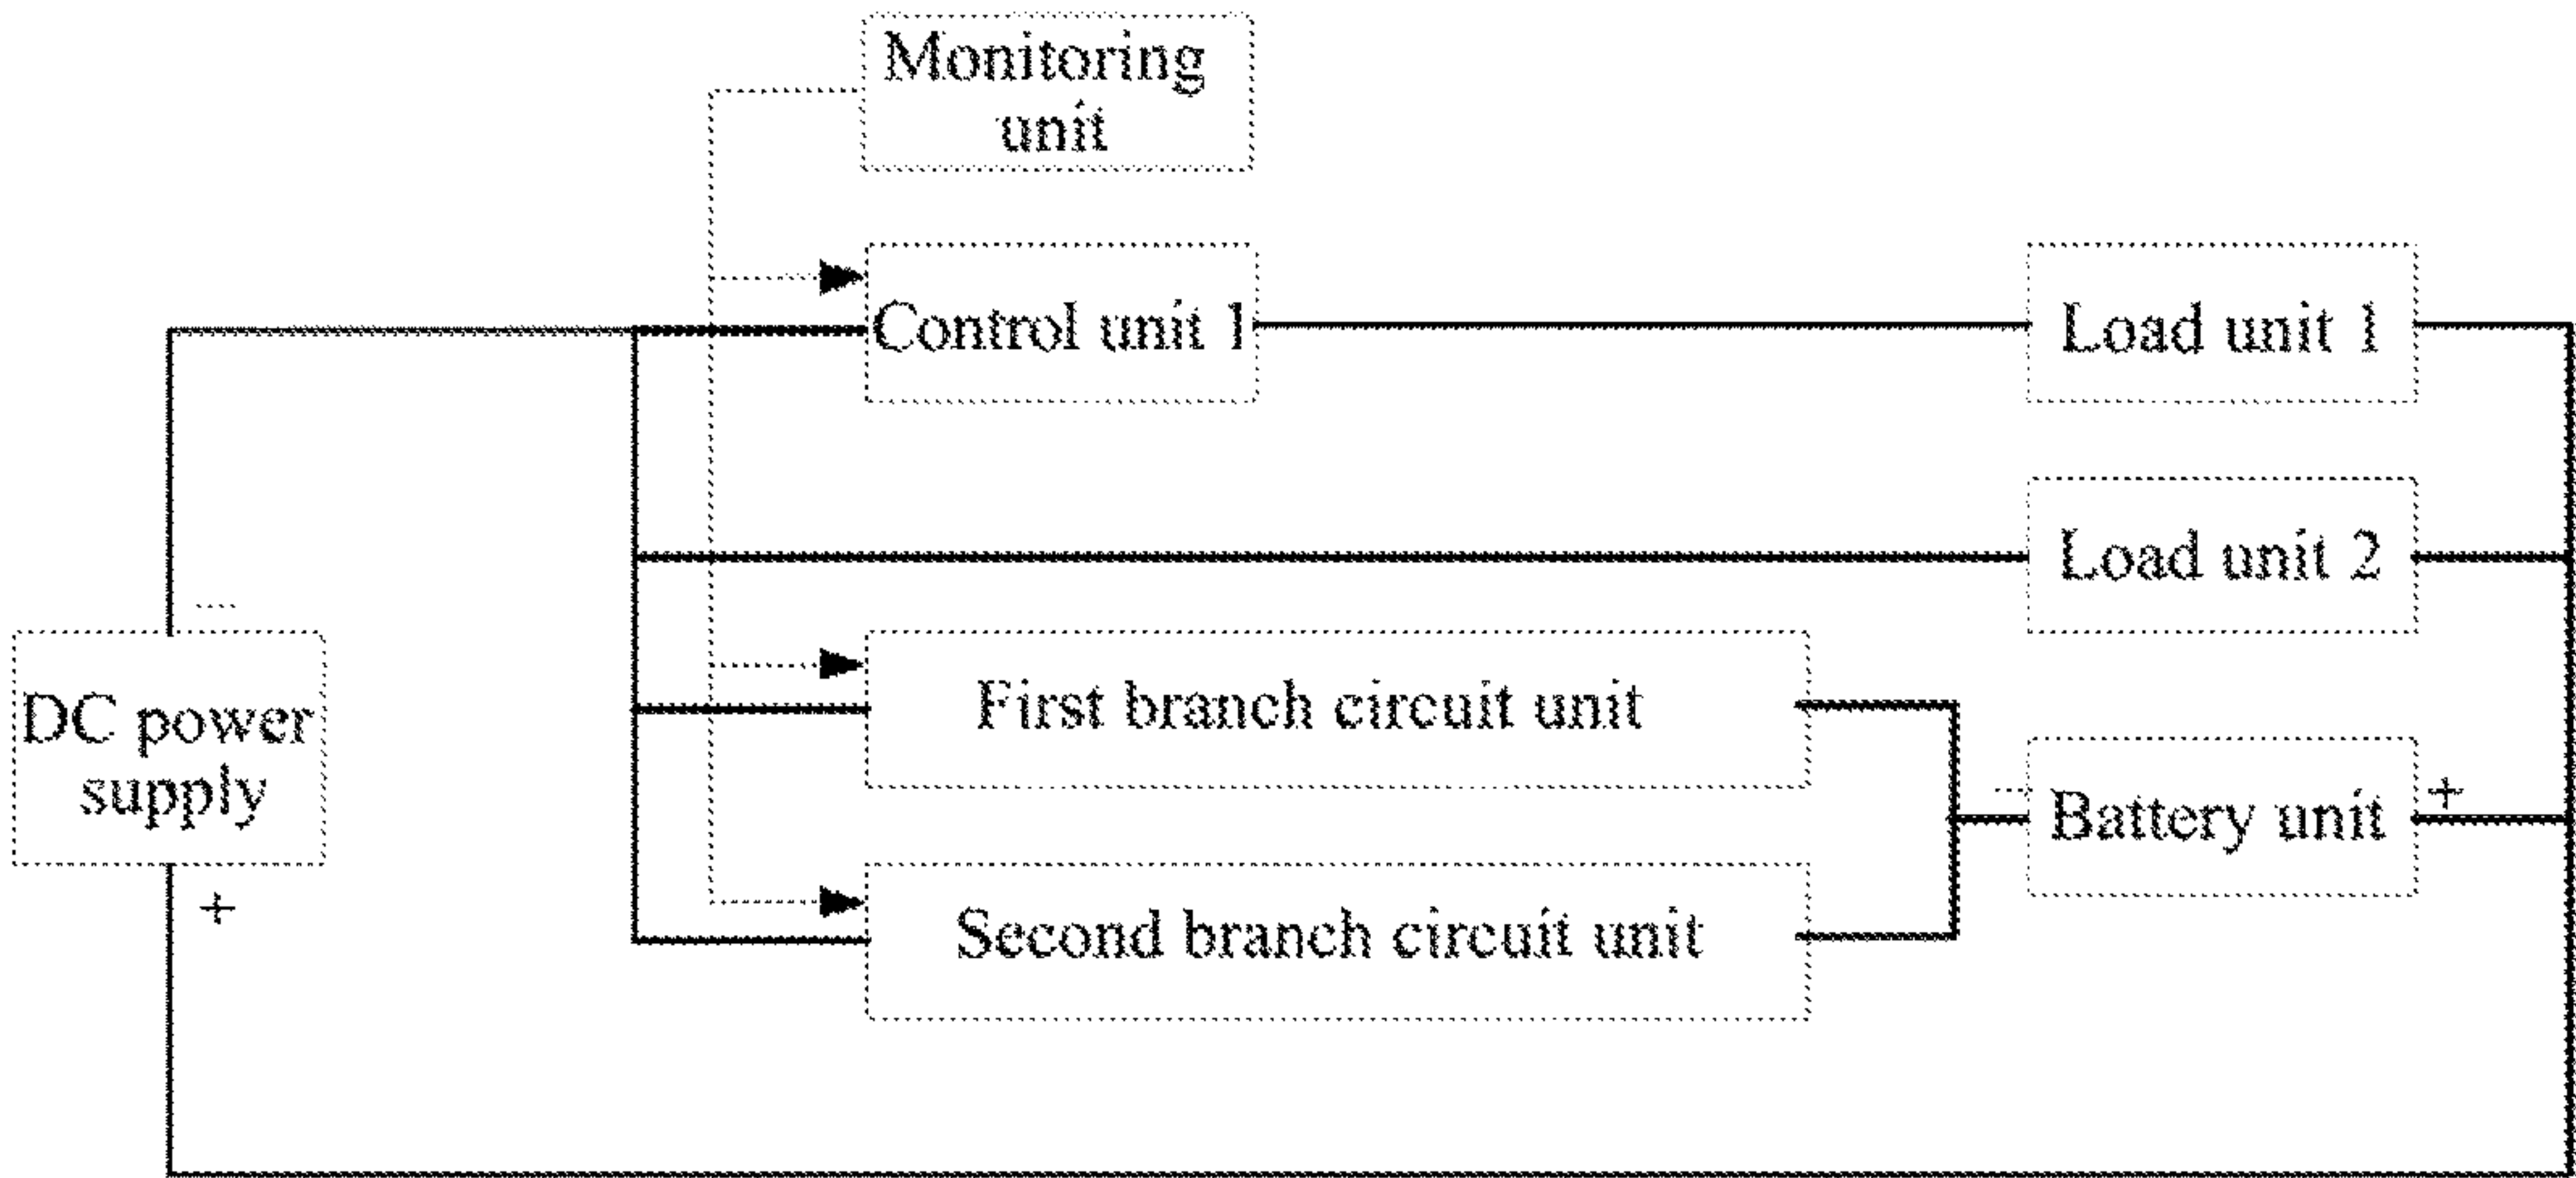 Monitoring
unit
Control unit 1
Load unit 1
Load unit 2
−
DC power
supply
+
First branch circuit unit
−
Battery unit
+
Second branch circuit unit